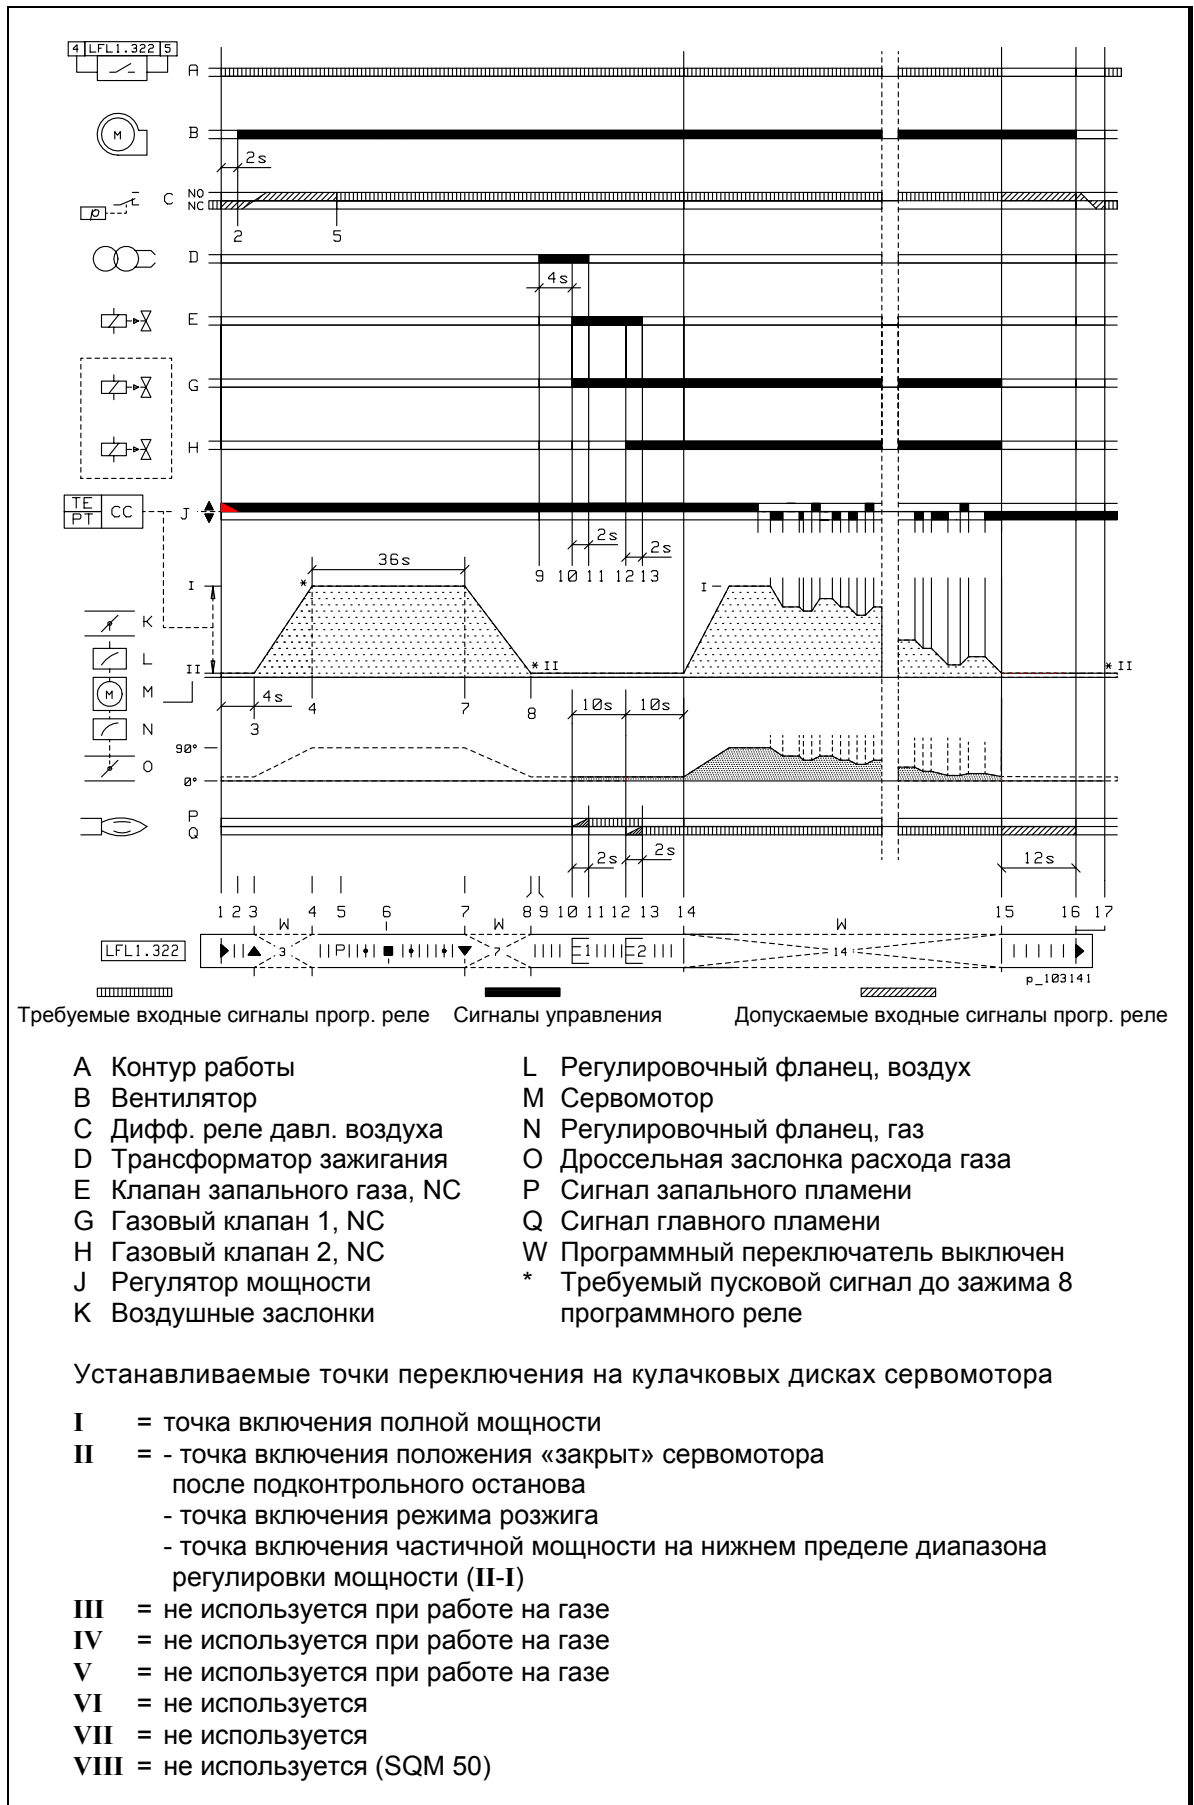 4 LFL1.322 5
A
M
B
2s
p
C NO
NC
2 5
D
4s
E
G
H
TE
PT
CC
J
2s
2s
36s
9 10 11 12 13
*
I
I
K
L
II
* II
* II
M
M
4s
4
7
8
10s 10s
3
N
90°
O
0°
P
Q
2s
2s
12s
1 2 3 4 5 6 7 8 9 10 11 12 13 14 15 16 17
W W W
LFL1.322
3 P 7 E1 E2 14
p_103141
Требуемые входные сигналы прогр. реле Сигналы управления Допускаемые входные сигналы прогр. реле
A Контур работы
B Вентилятор
C Дифф. реле давл. воздуха
D Трансформатор зажигания
E Клапан запального газа, NC
G Газовый клапан 1, NC
H Газовый клапан 2, NC
J Регулятор мощности
K Воздушные заслонки
L Регулировочный фланец, воздух
M Сервомотор
N Регулировочный фланец, газ
O Дроссельная заслонка расхода газа
P Сигнал запального пламени
Q Сигнал главного пламени
W Программный переключатель выключен
* Требуемый пусковой сигнал до зажима 8
программного реле
Устанавливаемые точки переключения на кулачковых дисках сервомотора
I = точка включения полной мощности
II = - точка включения положения «закрыт» сервомотора
после подконтрольного останова
- точка включения режима розжига
- точка включения частичной мощности на нижнем пределе диапазона
регулировки мощности (II-I)
III = не используется при работе на газе
IV = не используется при работе на газе
V = не используется при работе на газе
VI = не используется
VII = не используется
VIII = не используется (SQM 50)